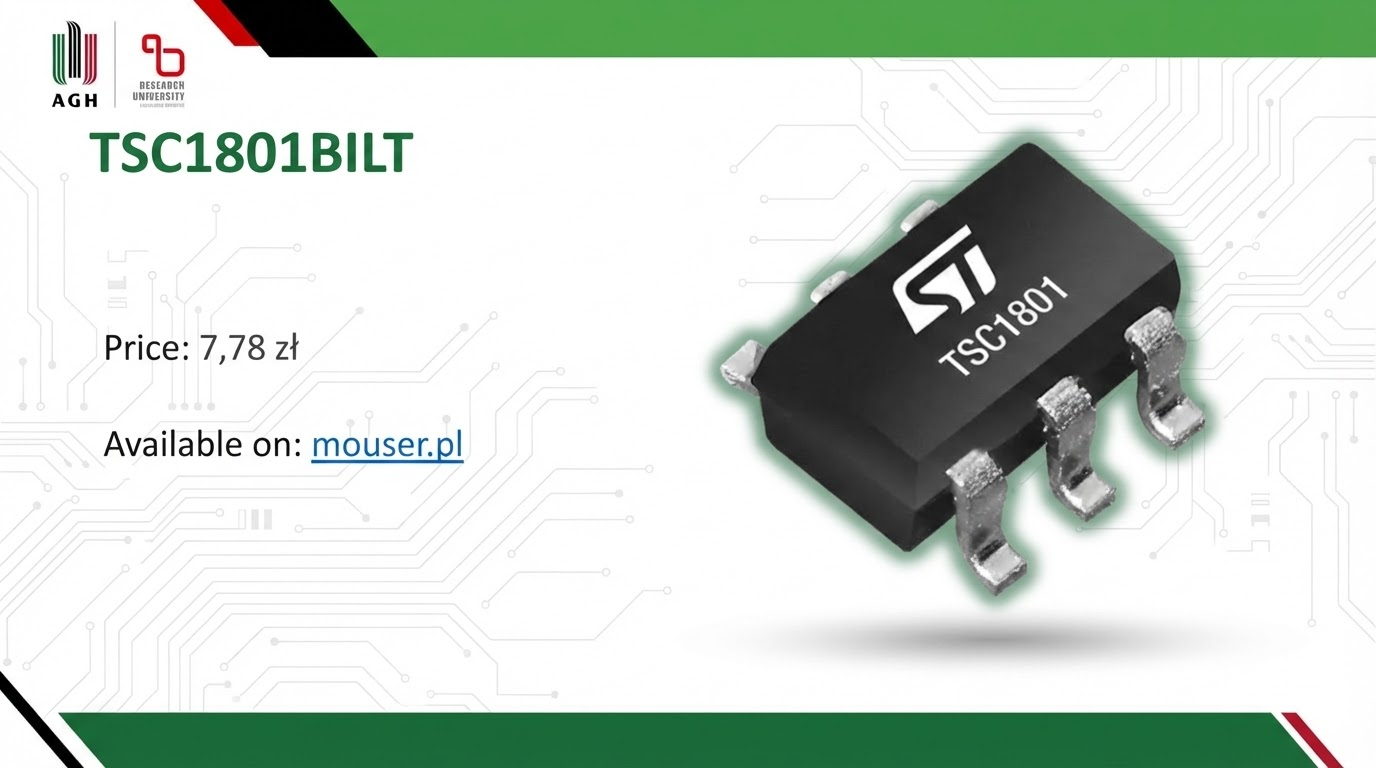 AGH
RESEARCH
UNIVERSITY
TSC1801BILT
Price: 7,78 zł
Available on: mouser.pl
ST
TSC1801